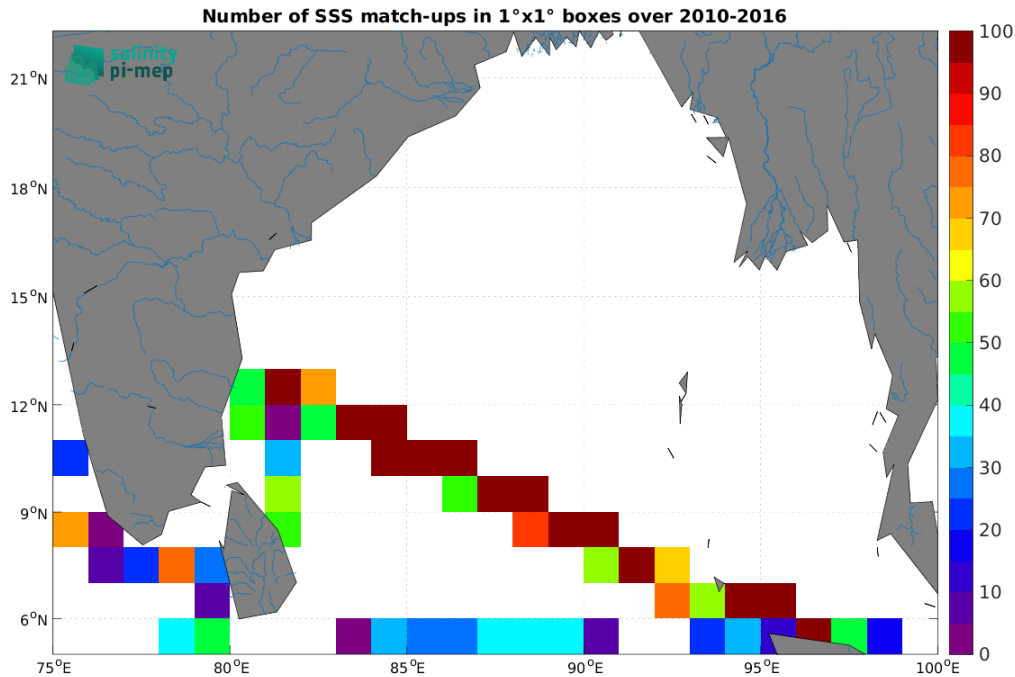 Number of SSS match-ups in 1°x1° boxes over 2010-2016
salinity
pi-mep
21°N
18°N
15°N
12°N
9°N
6°N
75°E
80°E
85°E
90°E
95°E
100°E
100
90
80
70
60
50
40
30
20
10
0